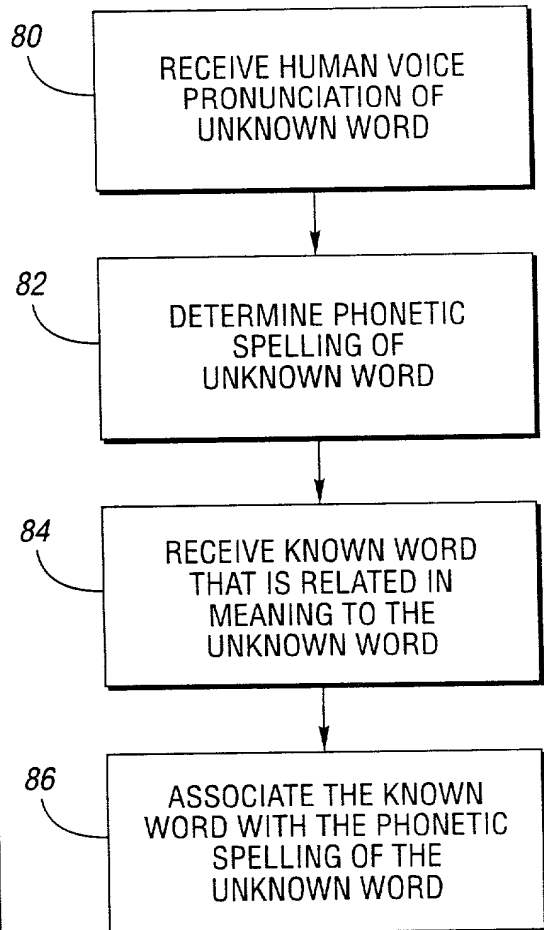 80
RECEIVE HUMAN VOICE
PRONUNCIATION OF
UNKNOWN WORD
82
DETERMINE PHONETIC
SPELLING OF
UNKNOWN WORD
84
RECEIVE KNOWN WORD
THAT IS RELATED IN
MEANING TO THE
UNKNOWN WORD
86
ASSOCIATE THE KNOWN
WORD WITH THE PHONETIC
SPELLING OF THE
UNKNOWN WORD